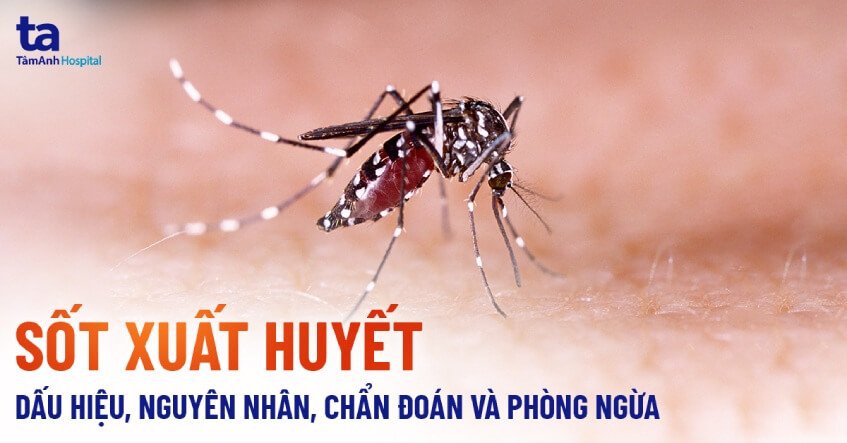 ta
TâmAnh Hospital
SỐT XUẤT HUYẾT
DẤU HIỆU, NGUYÊN NHÂN, CHẨN ĐOÁN VÀ PHÒNG NGỪA